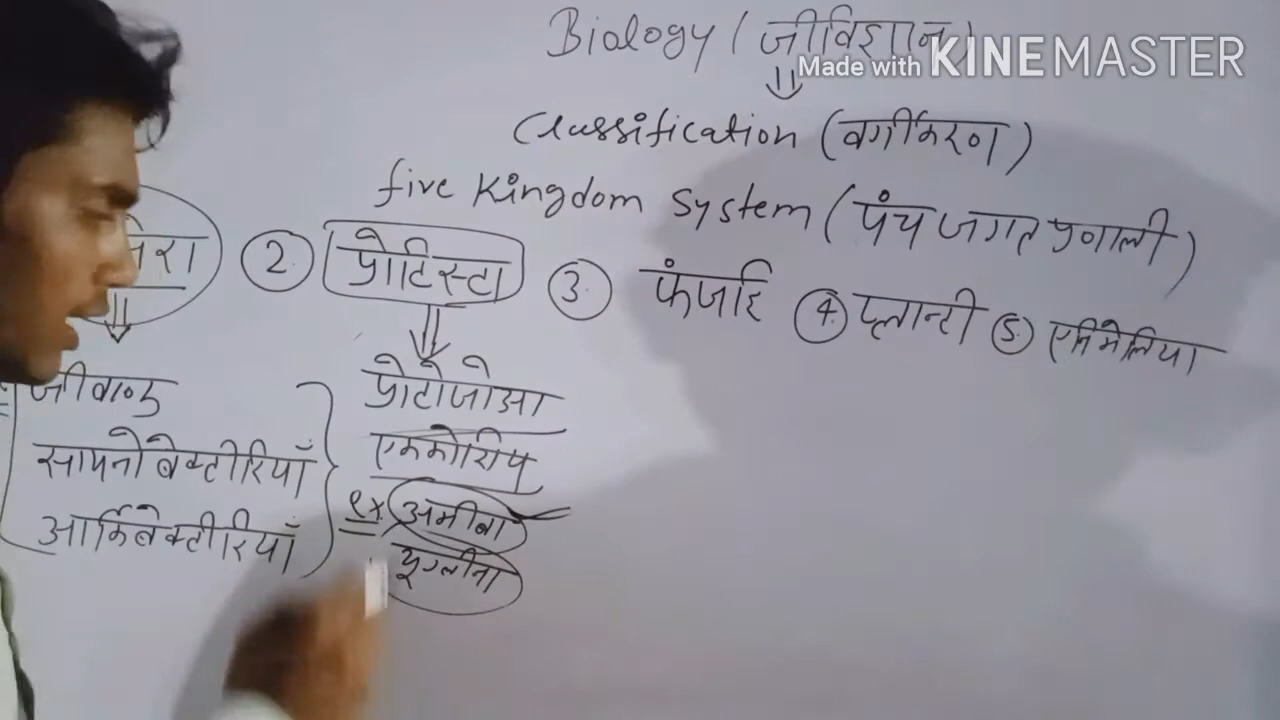 Biology (जीविज्ञान)
Made with KINEMASTER
Classification (वर्गीकरण)
five Kingdom System (पंच जगत प्रणाली)
② प्रोटिस्टा ③ फंजाई ④ प्लान्टी ⑤ एनिमेलिया
जीवाणु
सायनोबेक्टीरियाँ
आर्किबेक्टीरियाँ
प्रोटोजोआ
एककोशिय
ex. अमीबा
यूग्लीना